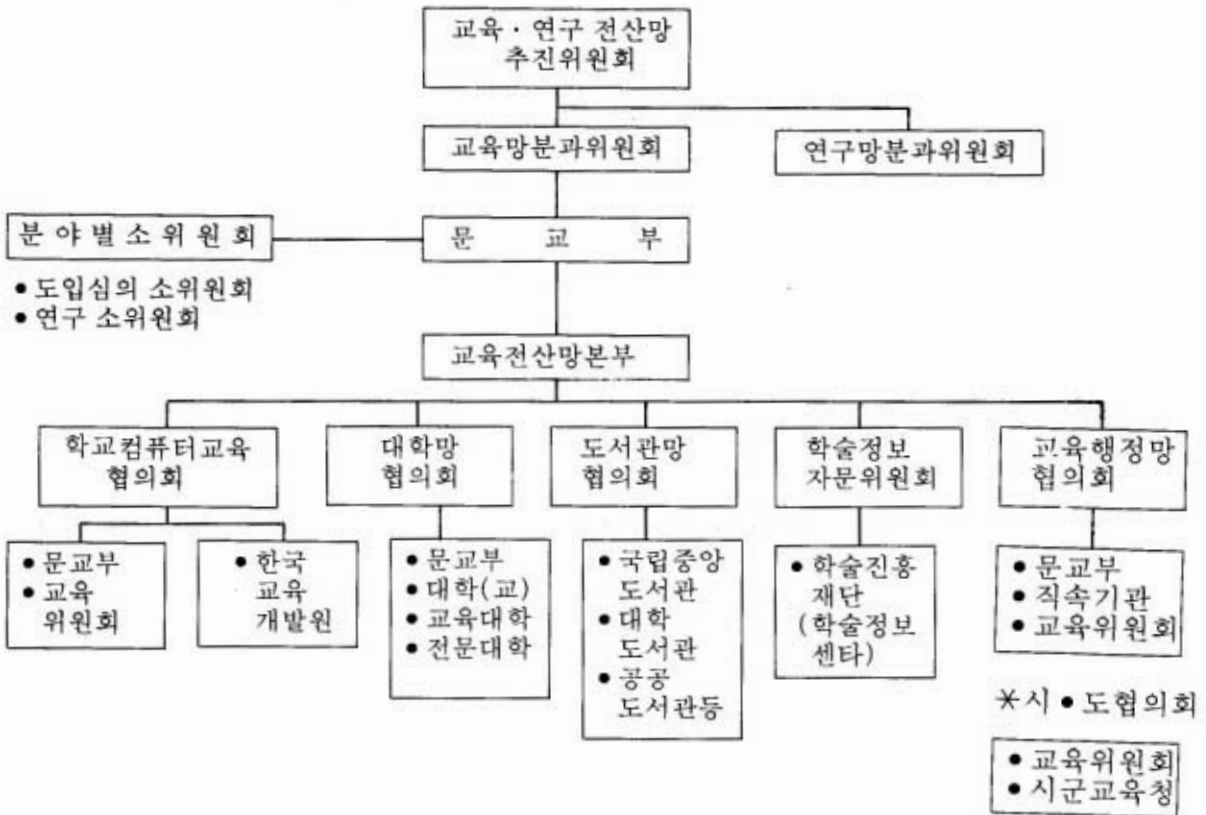 교육 · 연구 전산망
추진위원회
교육망분과위원회
연구망분과위원회
분야별소위원회
문 교 부
● 도입심의 소위원회
● 연구 소위원회
교육전산망본부
학교컴퓨터교육
협의회
대학망
협의회
도서관망
협의회
학술정보
자문위원회
교육행정망
협의회
● 문교부
● 교육
위원회
● 한국
교육
개발원
● 문교부
● 대학(교)
● 교육대학
● 전문대학
● 국립중앙
도서관
● 대학
도서관
● 공공
도서관등
● 학술진흥
재단
(학술정보
센타)
● 문교부
● 직속기관
● 교육위원회
*시 ● 도협의회
● 교육위원회
● 시군교육청